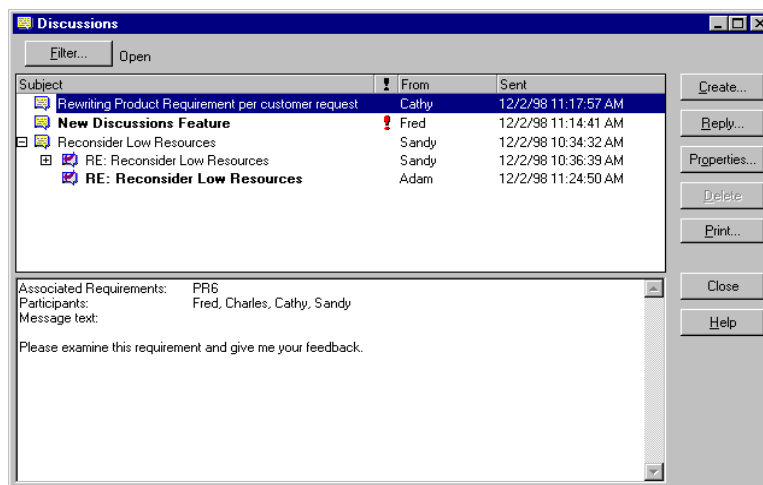 Discussions
Filter... Open
Subject ! From Sent
Rewriting Product Requirement per customer request Cathy 12/2/98 11:17:57 AM
New Discussions Feature ! Fred 12/2/98 11:14:41 AM
Reconsider Low Resources Sandy 12/2/98 10:34:32 AM
RE: Reconsider Low Resources Sandy 12/2/98 10:36:39 AM
RE: Reconsider Low Resources Adam 12/2/98 11:24:50 AM
Create...
Reply...
Properties...
Delete
Print...
Close
Help
Associated Requirements: PR6
Participants: Fred, Charles, Cathy, Sandy
Message text:
Please examine this requirement and give me your feedback.